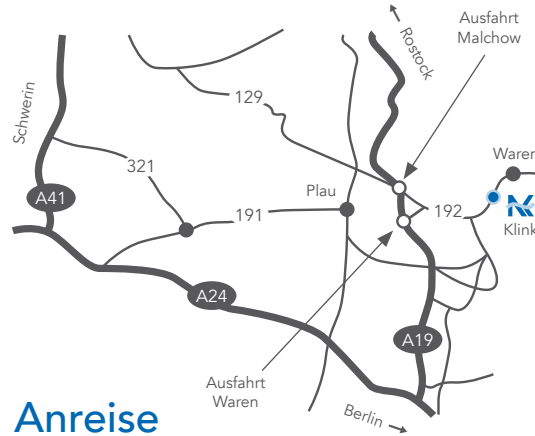 Ausfahrt
Malchow
Rostock
Schwerin
129
321
Waren
A41
Plau
191
192
Klink
A24
A19
Ausfahrt
Waren
Berlin
Anreise